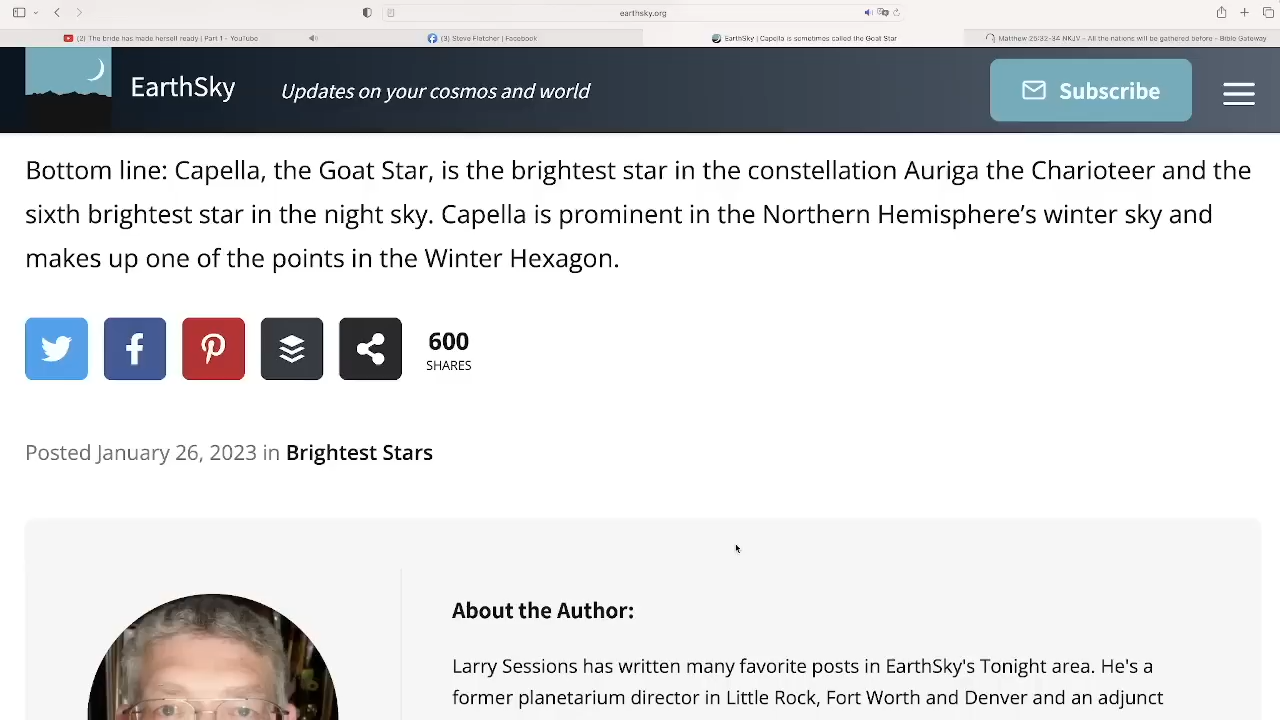 earthsky.org
(2) The bride has made herself ready | Part 1 - YouTube
(3) Steve Fletcher | Facebook
EarthSky | Capella is sometimes called the Goat Star
Matthew 25:32-34 NKJV - All the nations will be gathered before - Bible Gateway
EarthSky
Updates on your cosmos and world
Subscribe
Bottom line: Capella, the Goat Star, is the brightest star in the constellation Auriga the Charioteer and the
sixth brightest star in the night sky. Capella is prominent in the Northern Hemisphere’s winter sky and
makes up one of the points in the Winter Hexagon.
600
SHARES
Posted January 26, 2023 in Brightest Stars
About the Author:
Larry Sessions has written many favorite posts in EarthSky's Tonight area. He's a
former planetarium director in Little Rock, Fort Worth and Denver and an adjunct